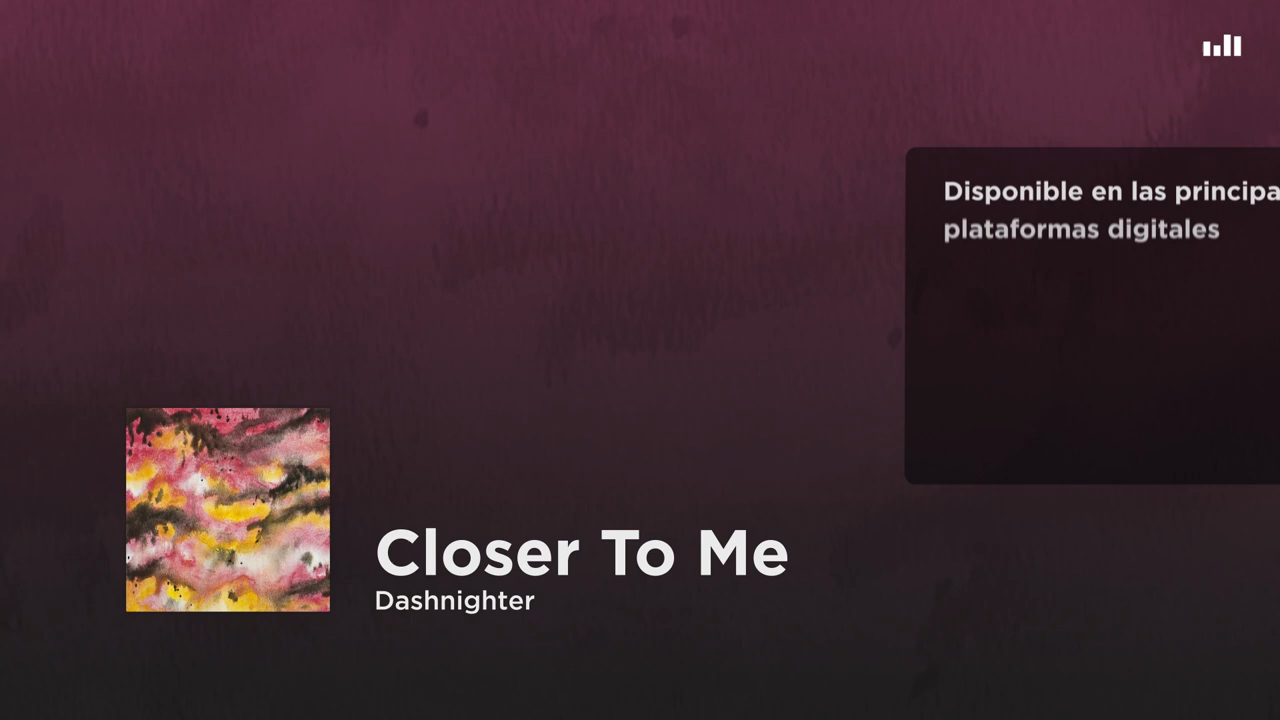 Disponible en las principa
plataformas digitales
Closer To Me
Dashnighter